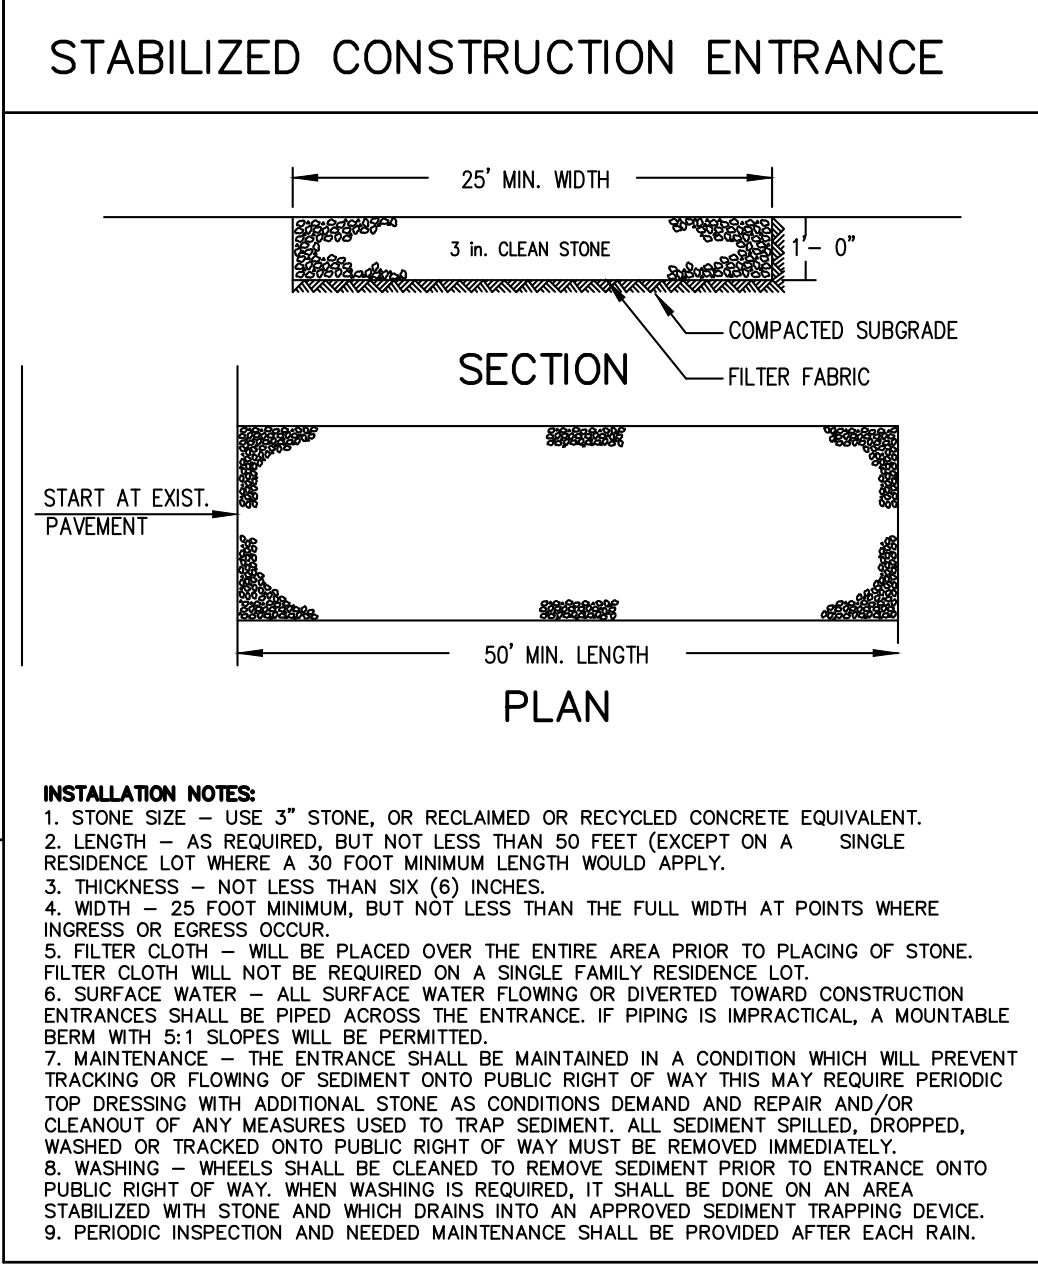 STABILIZED CONSTRUCTION ENTRANCE
25' MIN. WIDTH
3 in. CLEAN STONE
1'- 0"
COMPACTED SUBGRADE
SECTION
FILTER FABRIC
START AT EXIST.
PAVEMENT
50' MIN. LENGTH
PLAN
INSTALLATION NOTES:
1. STONE SIZE – USE 3" STONE, OR RECLAIMED OR RECYCLED CONCRETE EQUIVALENT.
2. LENGTH – AS REQUIRED, BUT NOT LESS THAN 50 FEET (EXCEPT ON A SINGLE
RESIDENCE LOT WHERE A 30 FOOT MINIMUM LENGTH WOULD APPLY.
3. THICKNESS – NOT LESS THAN SIX (6) INCHES.
4. WIDTH – 25 FOOT MINIMUM, BUT NOT LESS THAN THE FULL WIDTH AT POINTS WHERE
INGRESS OR EGRESS OCCUR.
5. FILTER CLOTH – WILL BE PLACED OVER THE ENTIRE AREA PRIOR TO PLACING OF STONE.
FILTER CLOTH WILL NOT BE REQUIRED ON A SINGLE FAMILY RESIDENCE LOT.
6. SURFACE WATER – ALL SURFACE WATER FLOWING OR DIVERTED TOWARD CONSTRUCTION
ENTRANCES SHALL BE PIPED ACROSS THE ENTRANCE. IF PIPING IS IMPRACTICAL, A MOUNTABLE
BERM WITH 5:1 SLOPES WILL BE PERMITTED.
7. MAINTENANCE – THE ENTRANCE SHALL BE MAINTAINED IN A CONDITION WHICH WILL PREVENT
TRACKING OR FLOWING OF SEDIMENT ONTO PUBLIC RIGHT OF WAY THIS MAY REQUIRE PERIODIC
TOP DRESSING WITH ADDITIONAL STONE AS CONDITIONS DEMAND AND REPAIR AND/OR
CLEANOUT OF ANY MEASURES USED TO TRAP SEDIMENT. ALL SEDIMENT SPILLED, DROPPED,
WASHED OR TRACKED ONTO PUBLIC RIGHT OF WAY MUST BE REMOVED IMMEDIATELY.
8. WASHING – WHEELS SHALL BE CLEANED TO REMOVE SEDIMENT PRIOR TO ENTRANCE ONTO
PUBLIC RIGHT OF WAY. WHEN WASHING IS REQUIRED, IT SHALL BE DONE ON AN AREA
STABILIZED WITH STONE AND WHICH DRAINS INTO AN APPROVED SEDIMENT TRAPPING DEVICE.
9. PERIODIC INSPECTION AND NEEDED MAINTENANCE SHALL BE PROVIDED AFTER EACH RAIN.